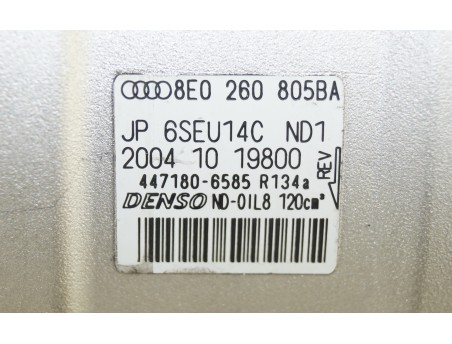 8E0 260 805BA
JP 6SEU14C ND1
2004 10 19800
REV
447180-6585 R134a
DENSO ND-OIL8 120cm³